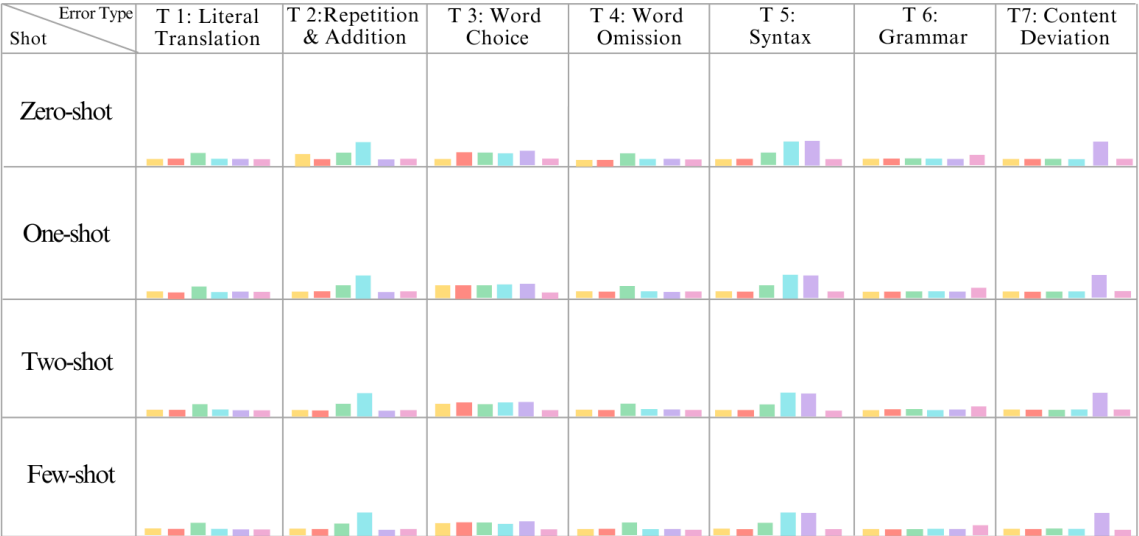 Error Type
Shot
T 1: Literal
Translation
T 2:Repetition
& Addition
T 3: Word
Choice
T 4: Word
Omission
T 5:
Syntax
T 6:
Grammar
T7: Content
Deviation
Zero-shot
One-shot
Two-shot
Few-shot